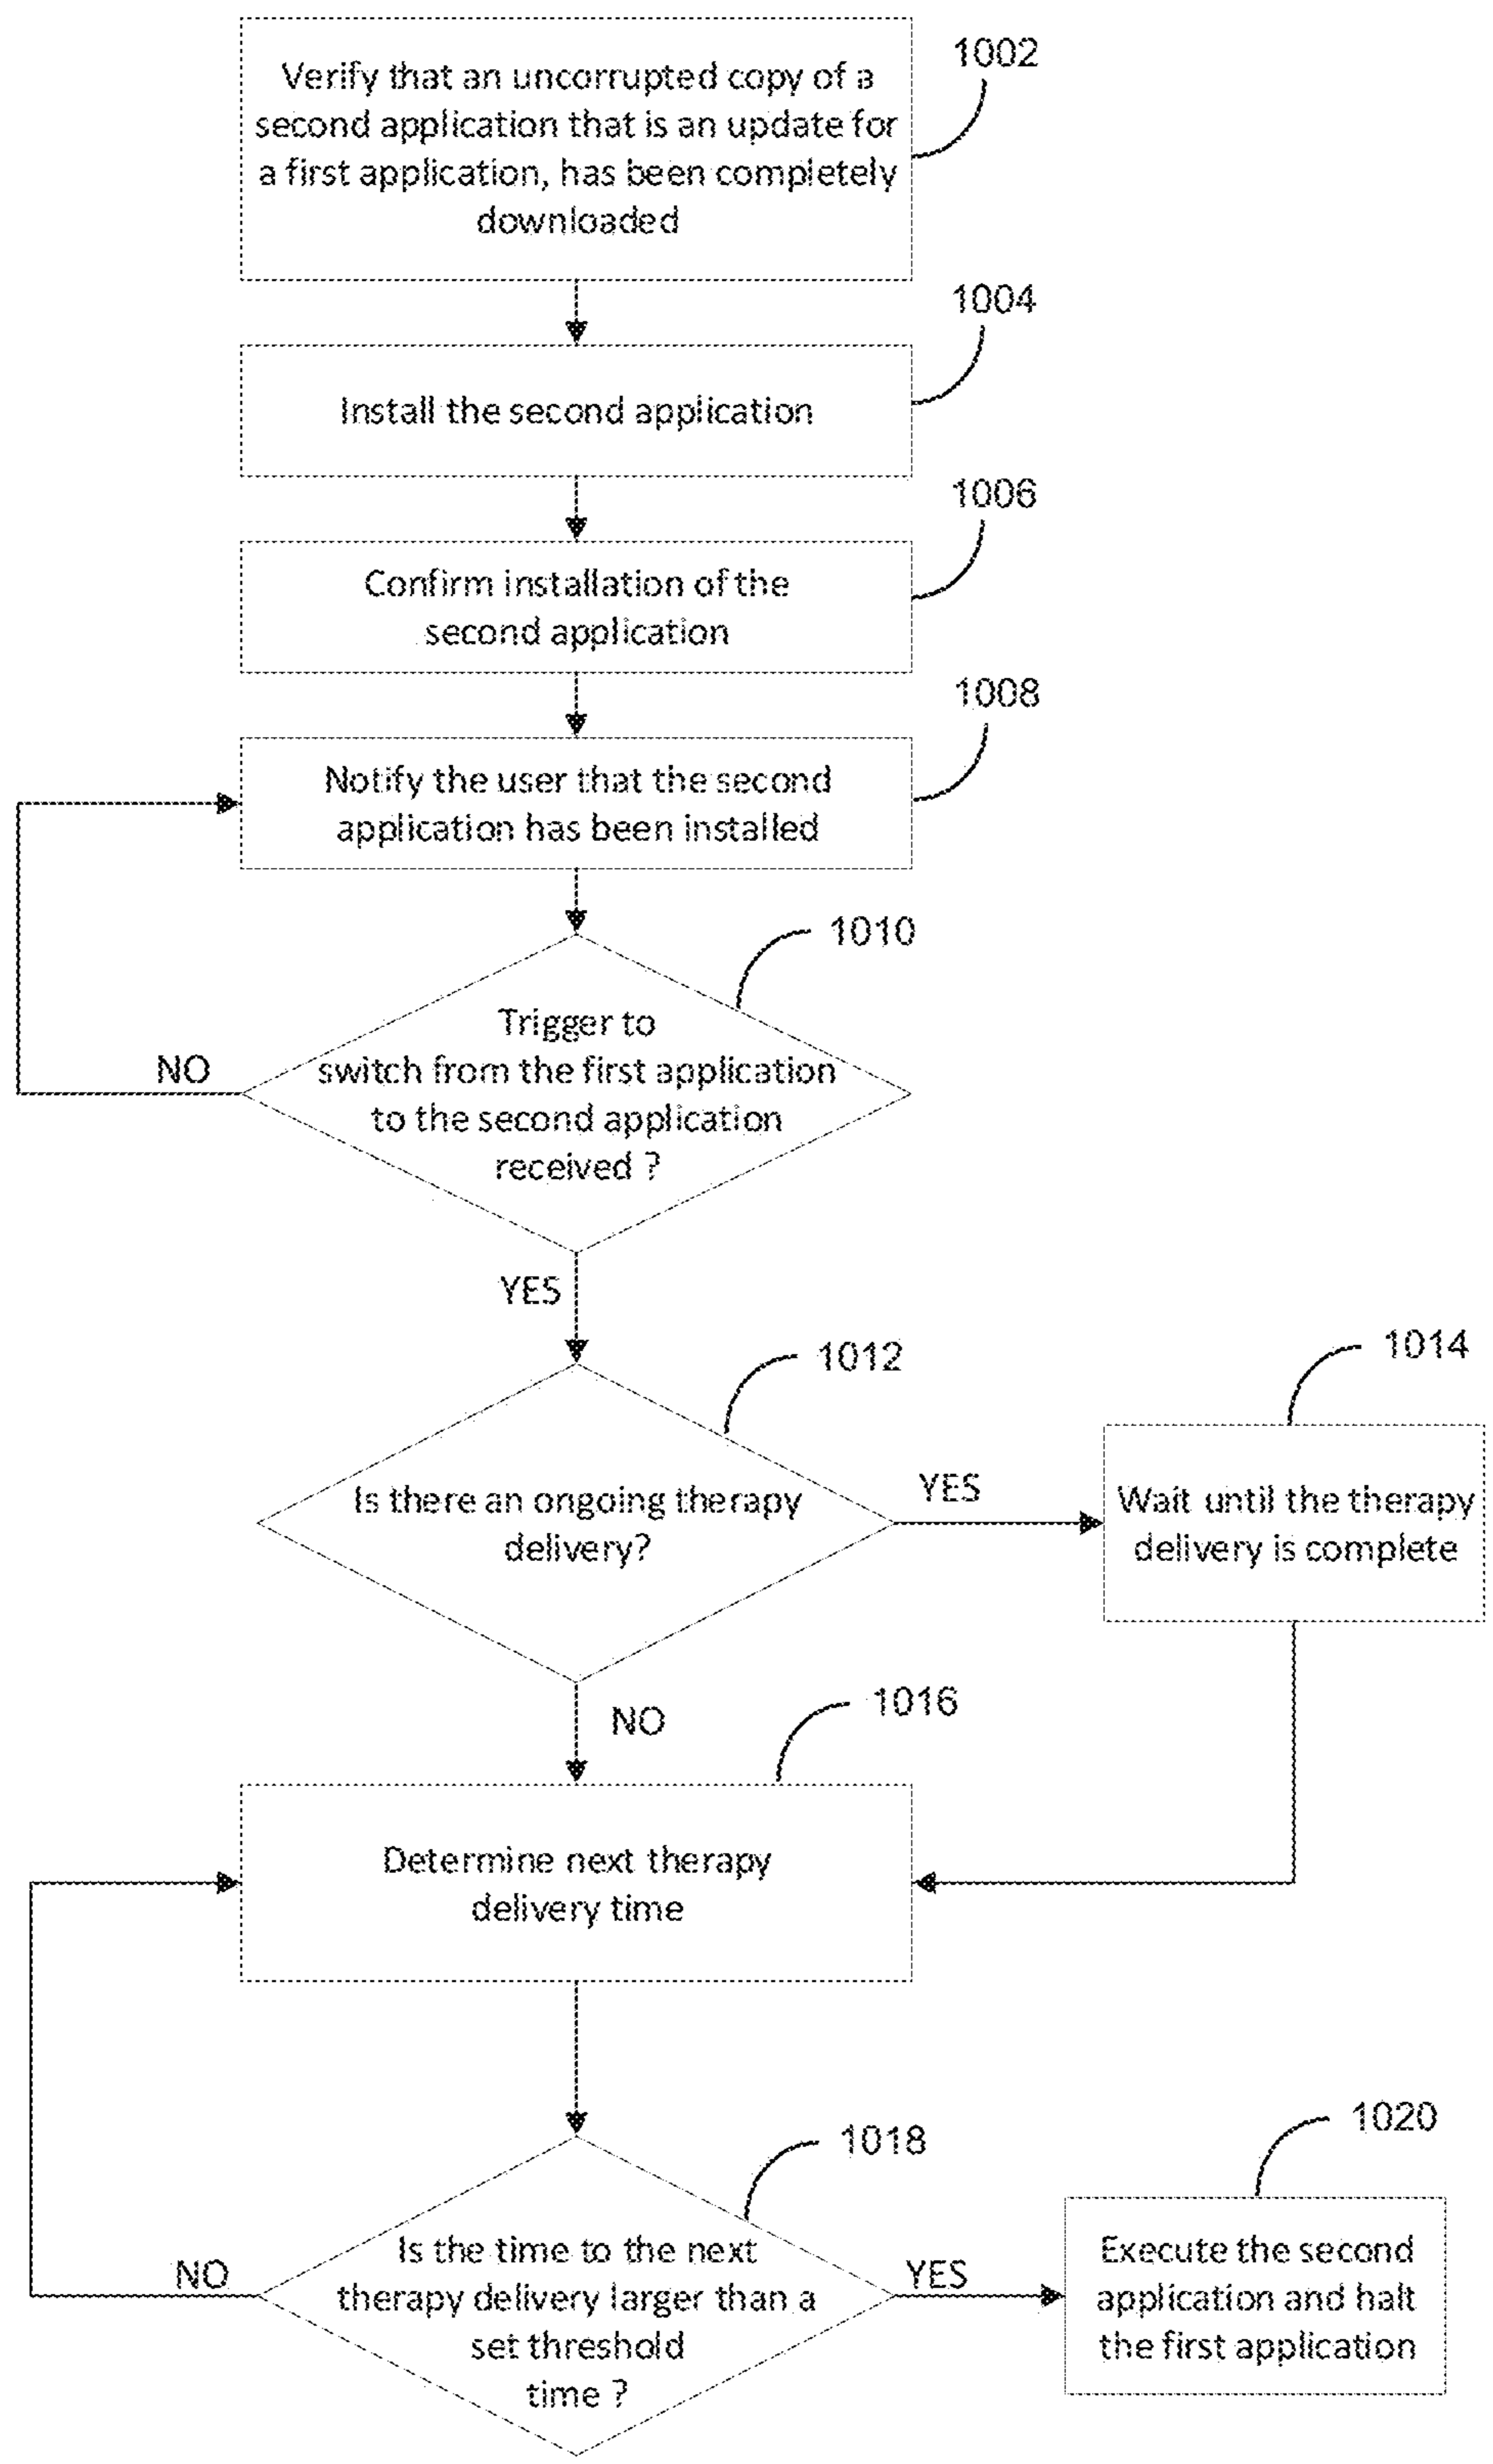 1002
Verify that an uncorrupted copy of a
second application that is an update for
a first application, has been completely
downloaded
1004
Install the second application
1006
Confirm installation of the
second application
1008
Notify the user that the second
application has been installed
1010
Trigger to
switch from the first application
to the second application
received ?
NO
YES
1012
Is there an ongoing therapy
delivery?
YES
1014
Wait until the therapy
delivery is complete
NO
1016
Determine next therapy
delivery time
1018
Is the time to the next
therapy delivery larger than a
set threshold
time ?
NO
YES
1020
Execute the second
application and halt
the first application